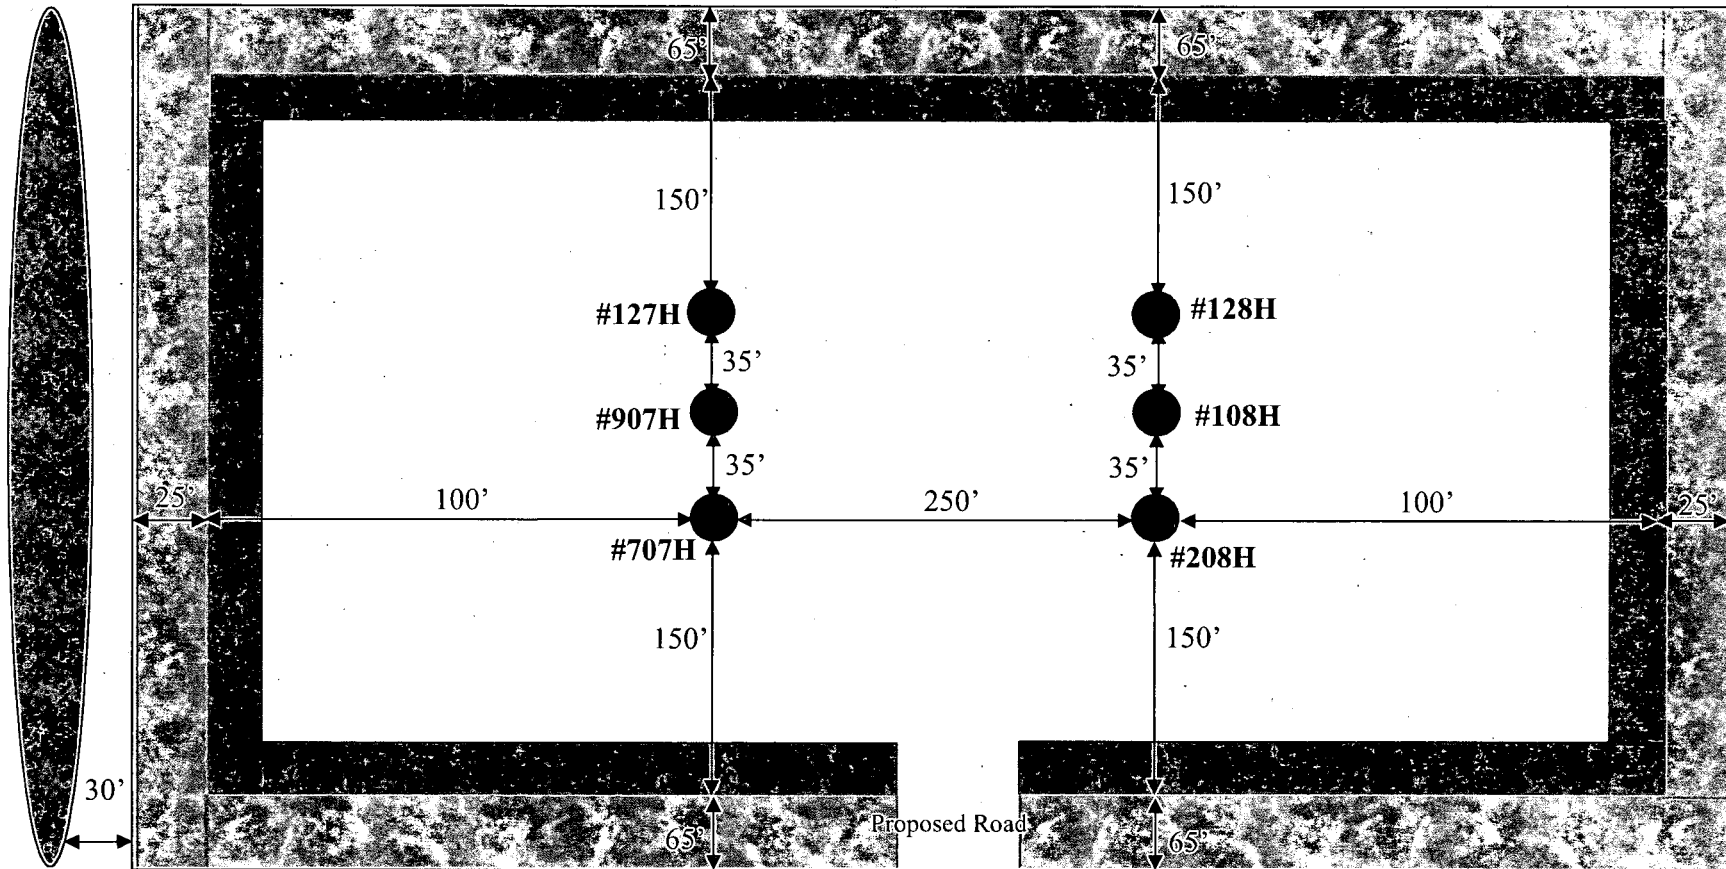 65’ 65’
150’ 150’
#127H #128H
35’ 35’
#907H #108H
35’ 35’
25’ 100’ 250’ 100’ 25’
#707H #208H
150’ 150’
30’
65’ Proposed Road 65’